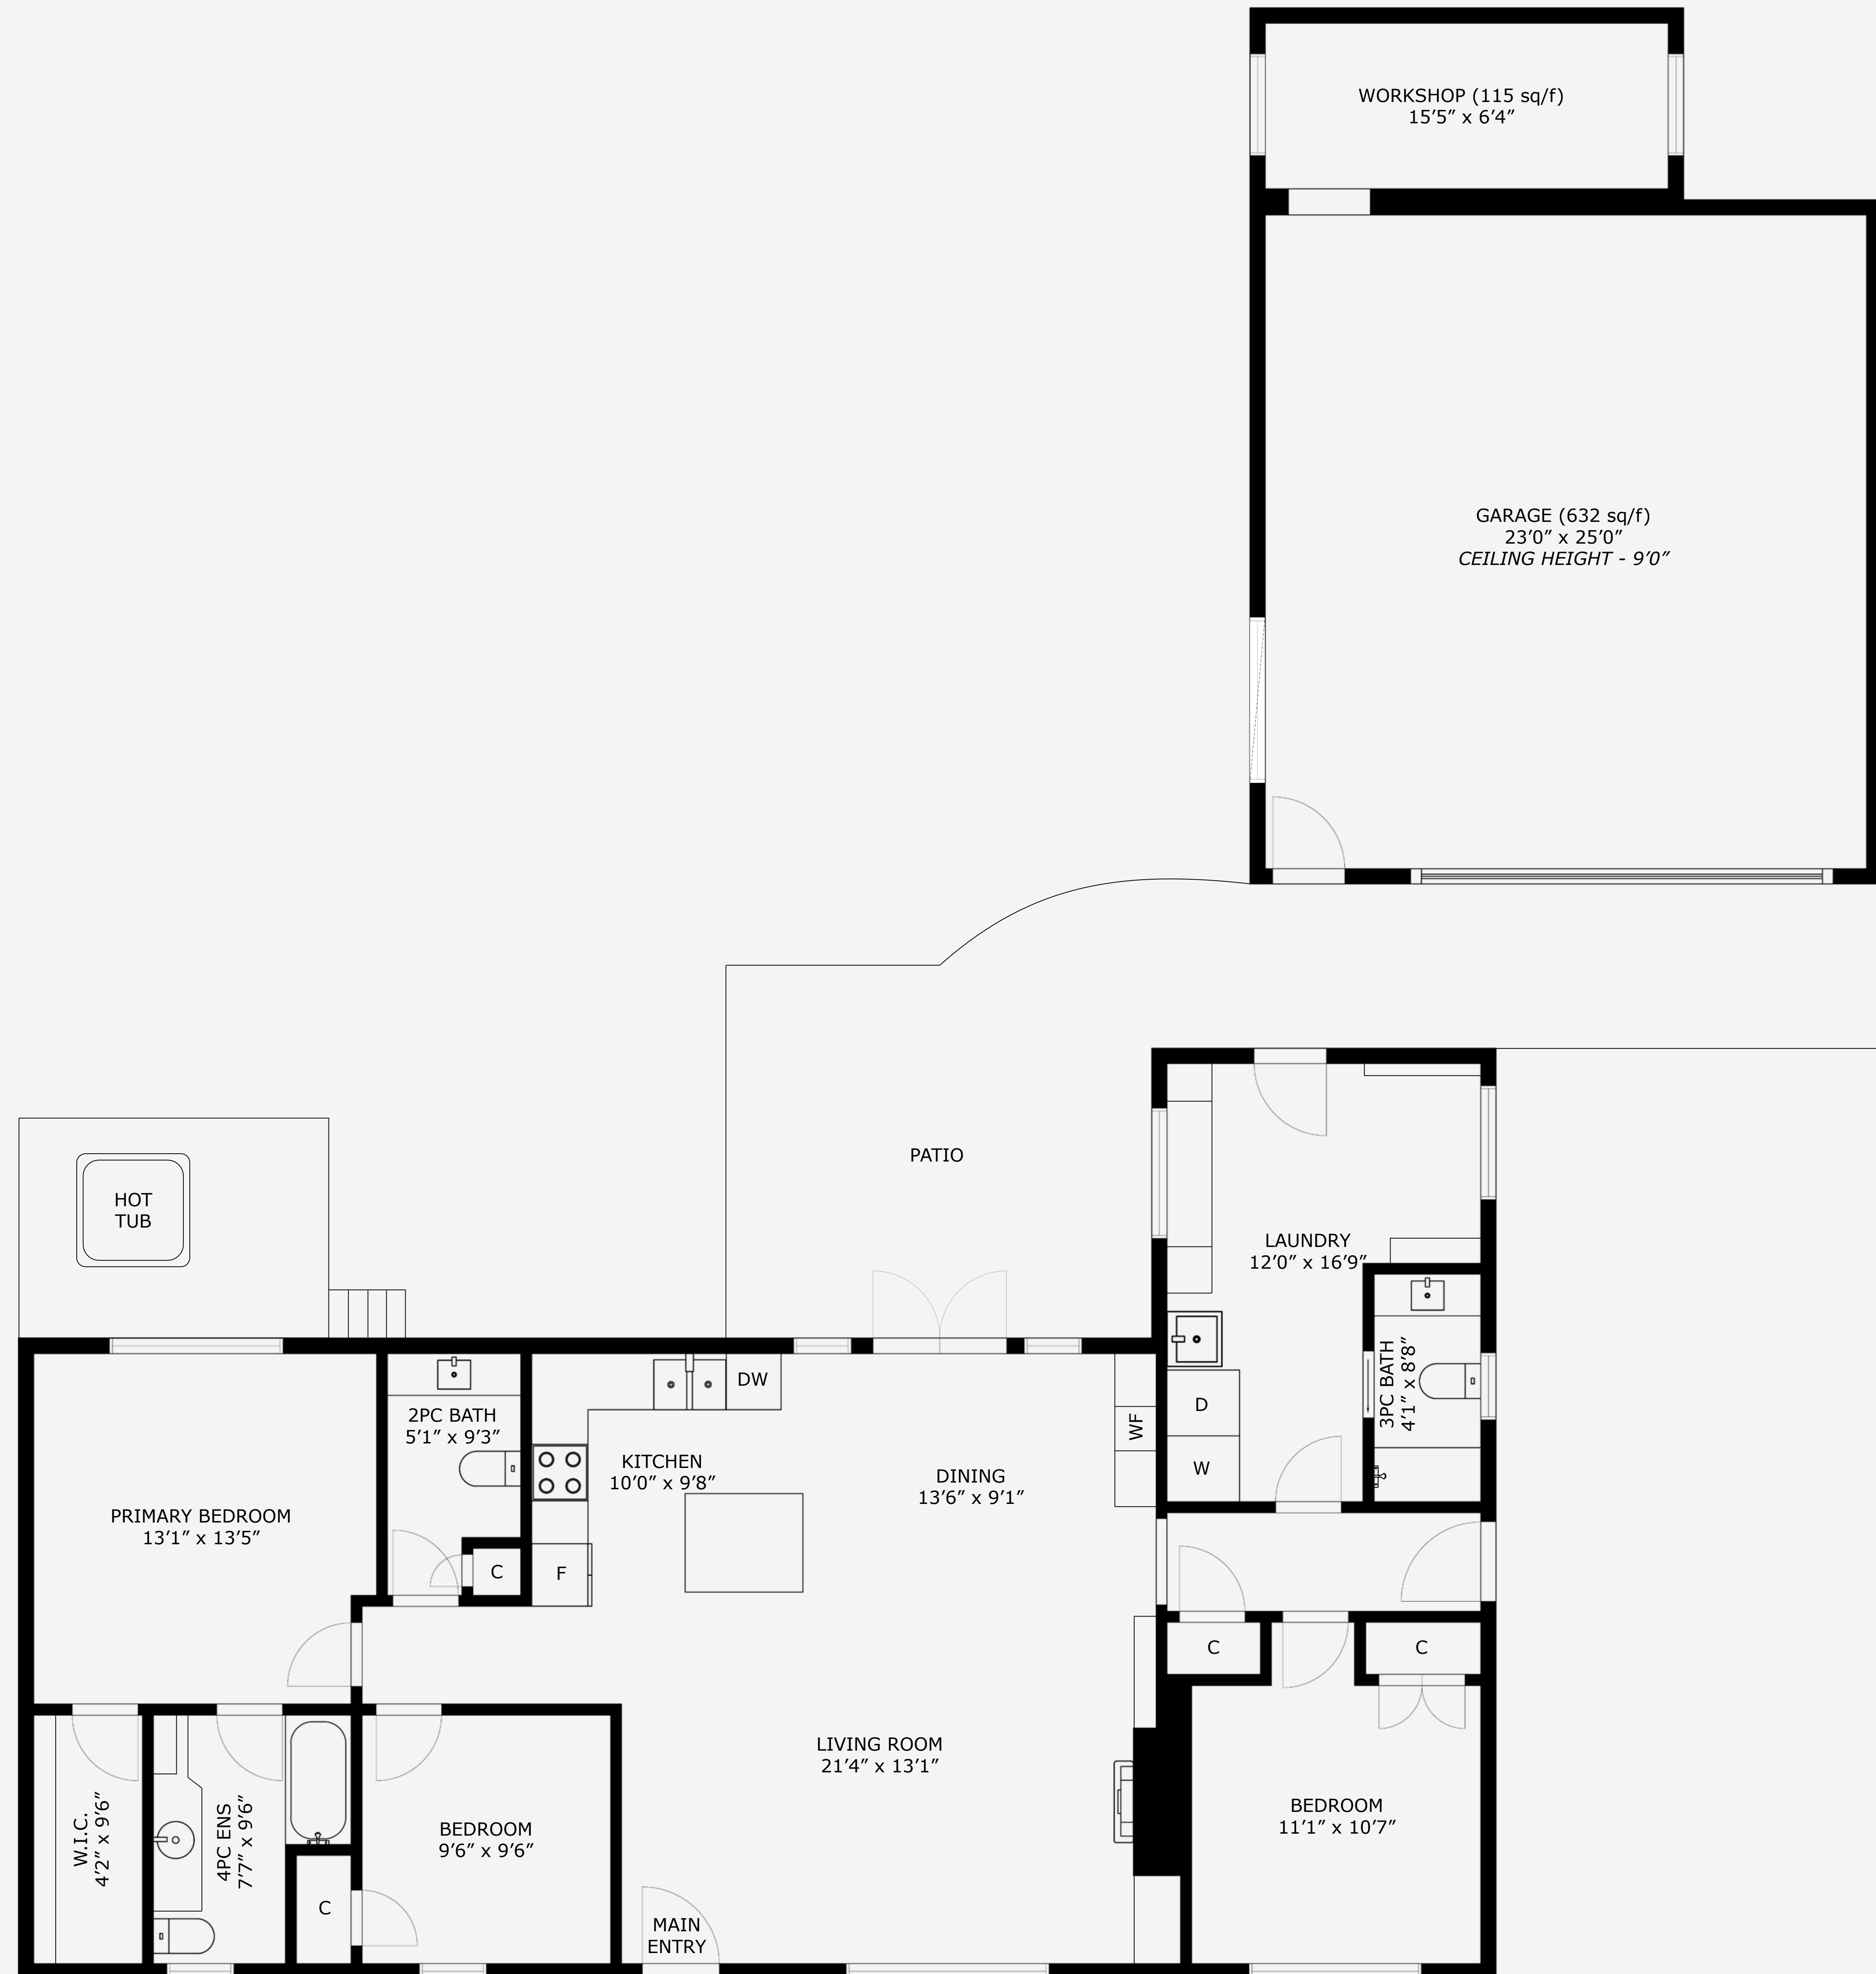 WORKSHOP (115 sq/f)
15'5" x 6'4"
GARAGE (632 sq/f)
23'0" x 25'0"
CEILING HEIGHT - 9'0"
PATIO
HOT
TUB
LAUNDRY
12'0" x 16'9"
3PC BATH
4'1" x 8'8"
D
W
DW
WF
2PC BATH
5'1" x 9'3"
KITCHEN
10'0" x 9'8"
DINING
13'6" x 9'1"
PRIMARY BEDROOM
13'1" x 13'5"
C
F
C
C
LIVING ROOM
21'4" x 13'1"
BEDROOM
11'1" x 10'7"
W.I.C.
4'2" x 9'6"
4PC ENS
7'7" x 9'6"
BEDROOM
9'6" x 9'6"
C
MAIN
ENTRY